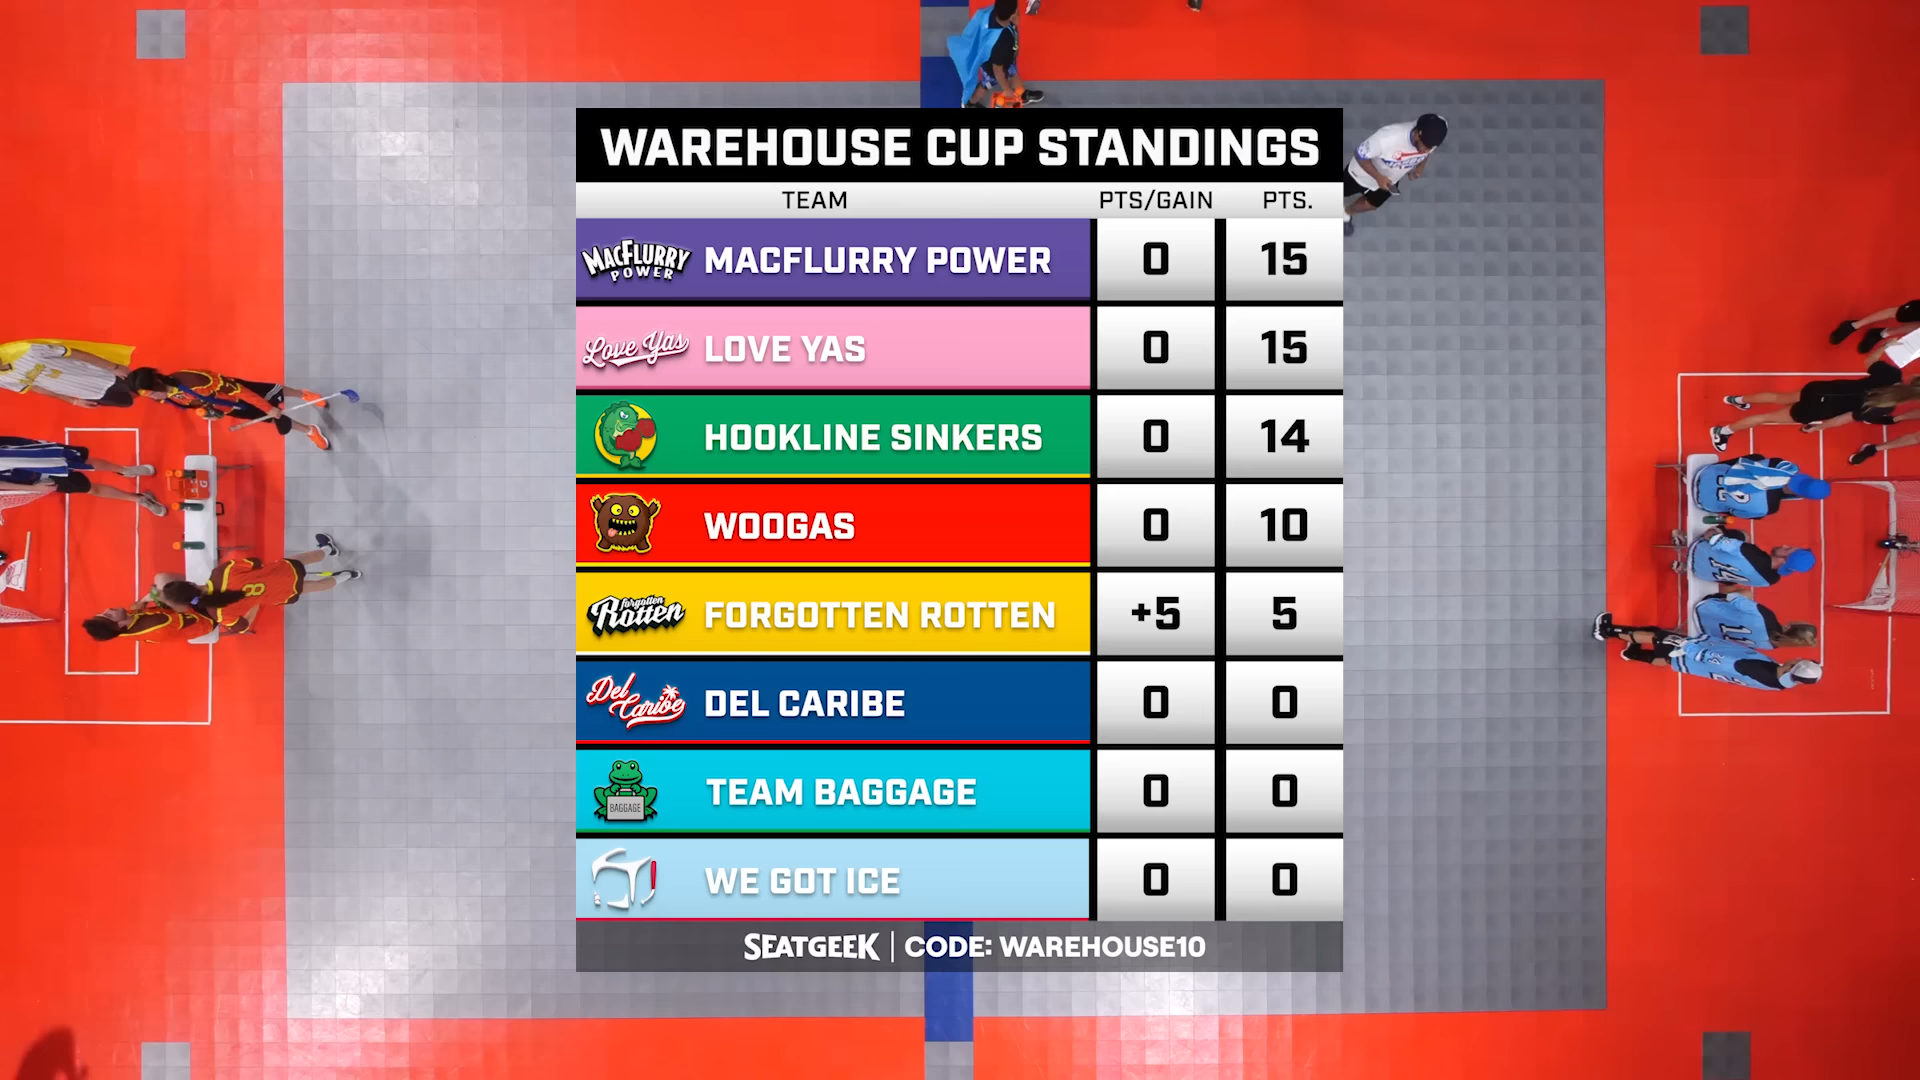 WAREHOUSE CUP STANDINGS
TEAM PTS/GAIN PTS.
MACFLURRY POWER MACFLURRY POWER 0 15
Love Yas LOVE YAS 0 15
HOOKLINE SINKERS 0 14
WOOGAS 0 10
forgotten Rotten FORGOTTEN ROTTEN +5 5
Del Caribe DEL CARIBE 0 0
BAGGAGE TEAM BAGGAGE 0 0
WE GOT ICE 0 0
SEATGEEK | CODE: WAREHOUSE10
8